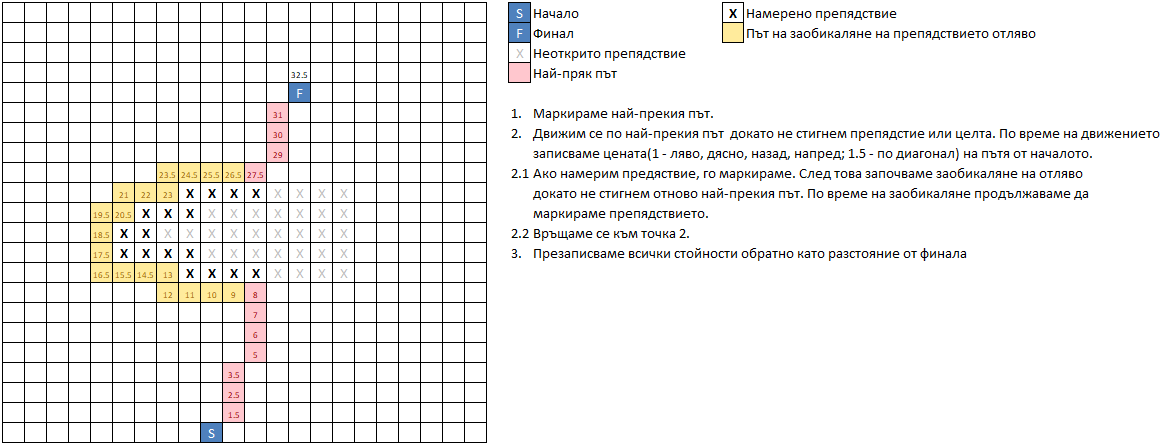 32.5
F
31
30
29
23.5 24.5 25.5 26.5 27.5
21 22 23 X X X X X X X X
19.5 20.5 X X X X X X X X X X
18.5 X X X X X X X X X X X
17.5 X X X X X X X X X X X
16.5 15.5 14.5 13 X X X X X X X X
12 11 10 9 8
7
6
5
3.5
2.5
1.5
S
S Начало
F Финал
X Неоткрито препядствие
Най-пряк път
X Намерено препядствие
Път на заобикаляне на препядствието отляво
1. Маркираме най-прекия път.
2. Движим се по най-прекия път докато не стигнем препядстие или целта. По време на движението
записваме цената(1 - ляво, дясно, назад, напред; 1.5 - по диагонал) на пътя от началото.
2.1 Ако намерим предяствие, го маркираме. След това започваме заобикаляне на отляво
докато не стигнем отново най-прекия път. По време на заобикаляне продължаваме да
маркираме препядствието.
2.2 Връщаме се към точка 2.
3. Презаписваме всички стойности обратно като разстояние от финала